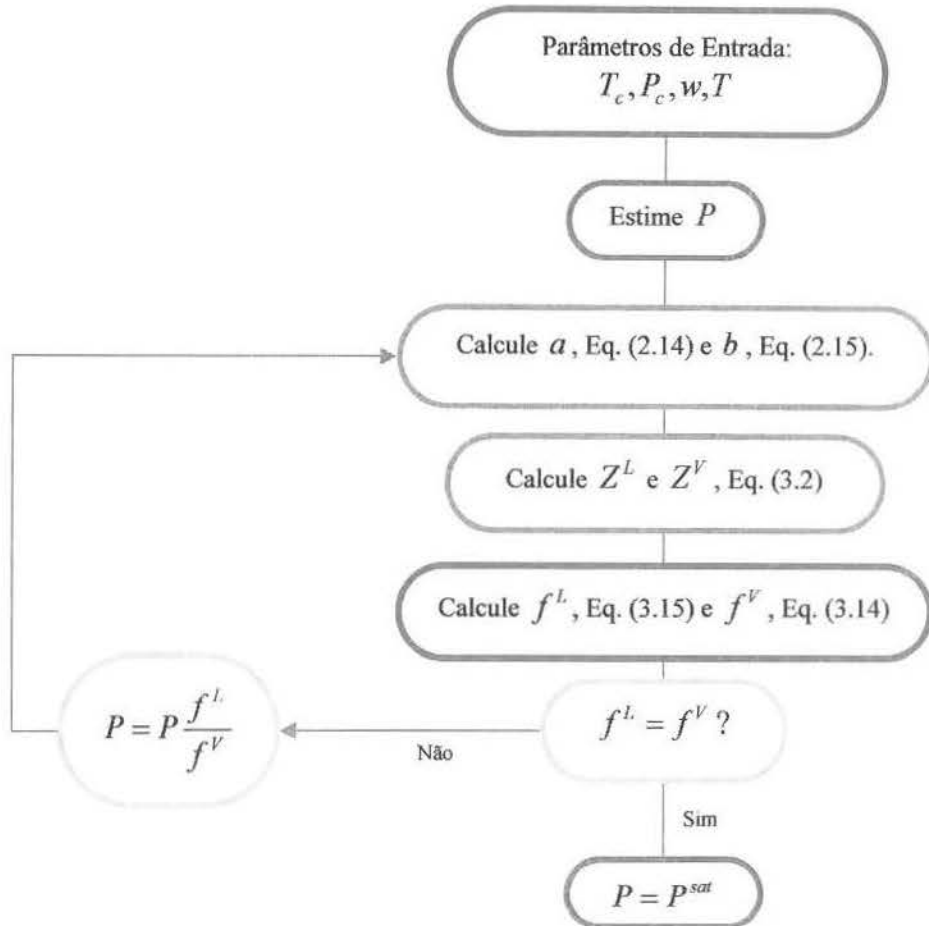 Parâmetros de Entrada:
T_c, P_c, w, T
Estime P
Calcule a , Eq. (2.14) e b , Eq. (2.15).
Calcule Z^L e Z^V , Eq. (3.2)
Calcule f^L , Eq. (3.15) e f^V , Eq. (3.14)
f^L = f^V ?
Não
P = P \frac{f^L}{f^V}
Sim
P = P^{sat}